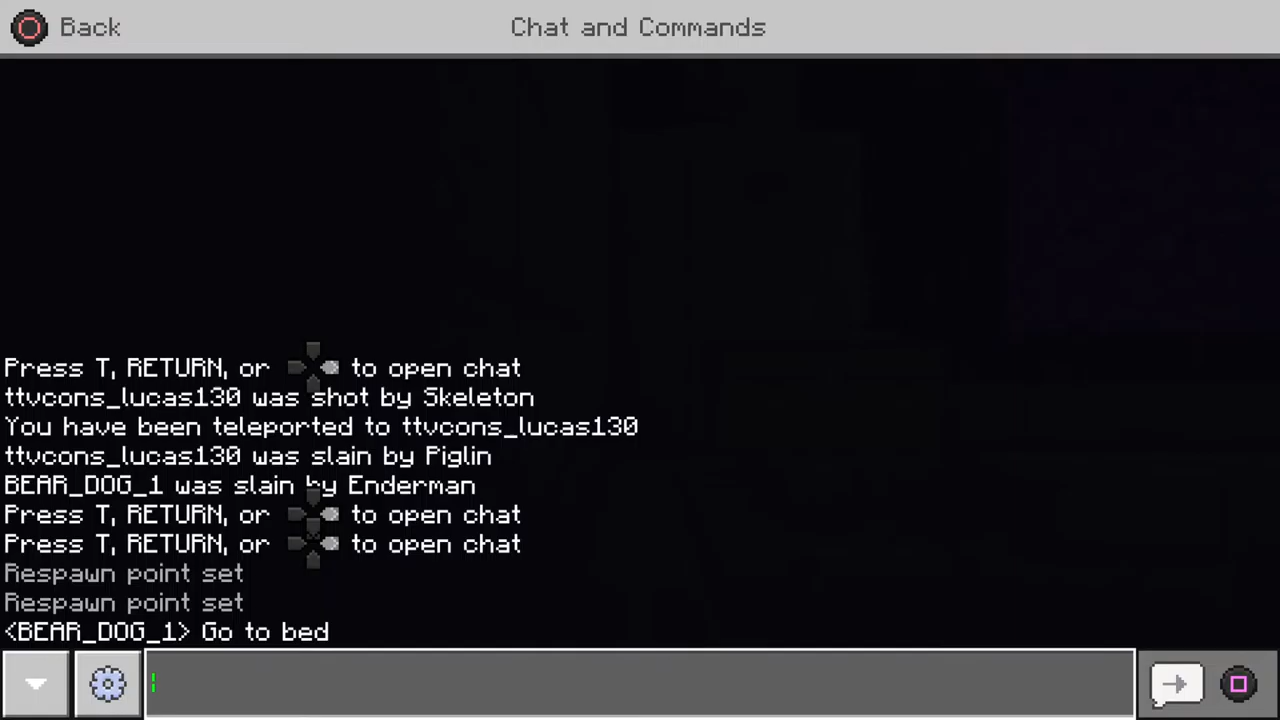 Back
Chat and Commands
Press T, RETURN, or to open chat
ttvcons_lucas130 was shot by Skeleton
You have been teleported to ttvcons_lucas130
ttvcons_lucas130 was slain by Piglin
BEAR_DOG_1 was slain by Enderman
Press T, RETURN, or to open chat
Press T, RETURN, or to open chat
Respawn point set
Respawn point set
<BEAR_DOG_1> Go to bed